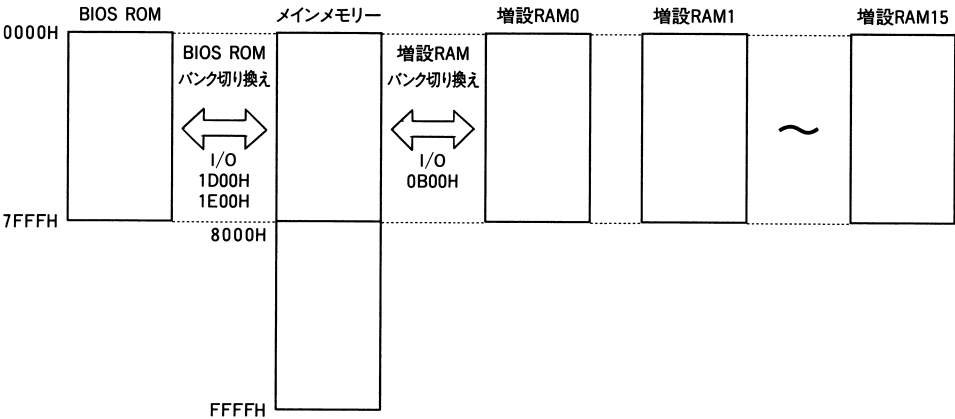 BIOS ROM
メインメモリー
増設RAM0
増設RAM1
増設RAM15
0000H
BIOS ROM
バンク切り換え
I/O
1D00H
1E00H
増設RAM
バンク切り換え
I/O
0B00H
〜
7FFFH
8000H
FFFFH